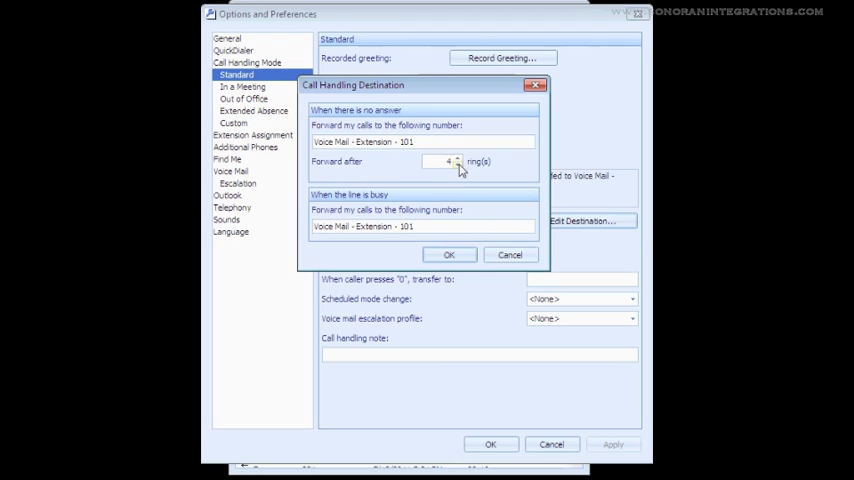 Options and Preferences
WWW.SONORANINTEGRATIONS.COM
General
QuickDialer
Call Handling Mode
Standard
In a Meeting
Out of Office
Extended Absence
Custom
Extension Assignment
Additional Phones
Find Me
Voice Mail
Escalation
Outlook
Telephony
Sounds
Language
Standard
Recorded greeting:
Record Greeting...
Call Handling Destination
When there is no answer
Forward my calls to the following number:
Voice Mail - Extension - 101
Forward after
4
ring(s)
When the line is busy
Forward my calls to the following number:
Voice Mail - Extension - 101
OK
Cancel
ed to Voice Mail -
Edit Destination...
When caller presses "0", transfer to:
Scheduled mode change:
<None>
Voice mail escalation profile:
<None>
Call handling note:
OK
Cancel
Apply